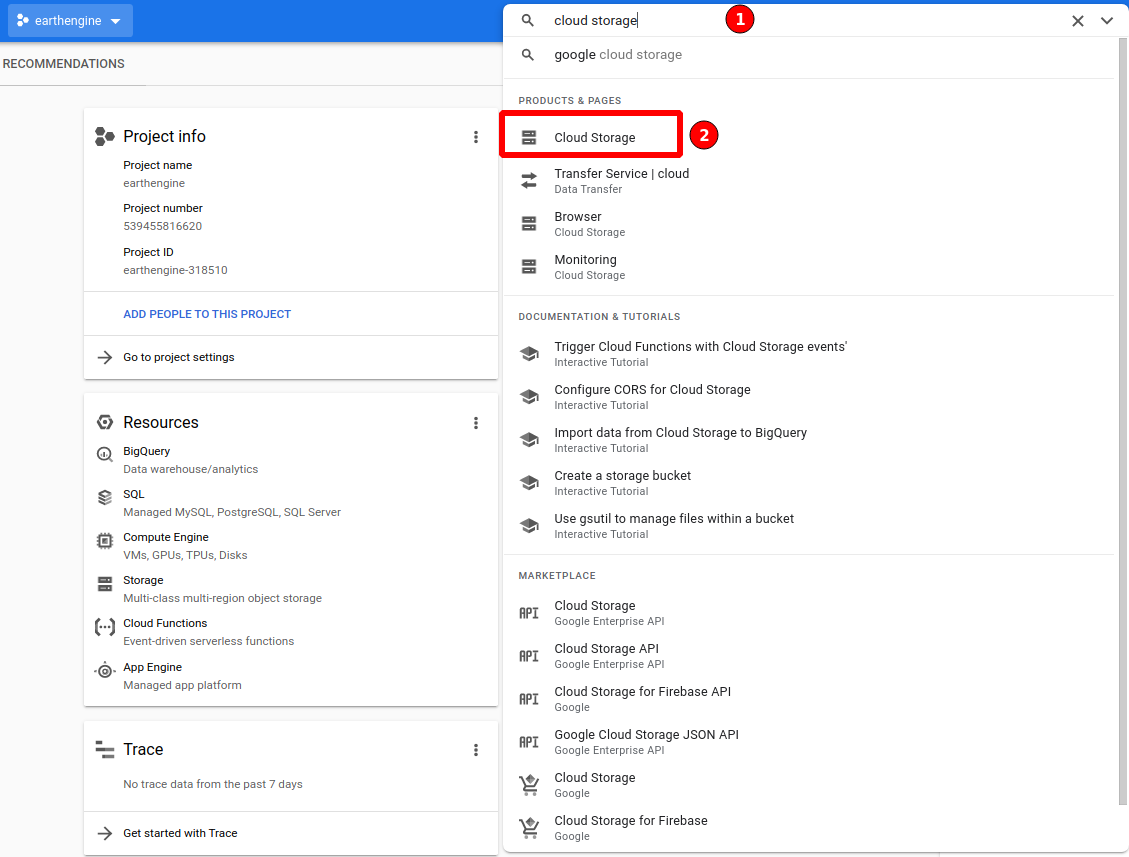 earthengine
RECOMMENDATIONS
Project info
Project name
earthengine
Project number
539455816620
Project ID
earthengine-318510
ADD PEOPLE TO THIS PROJECT
Go to project settings
Resources
BigQuery
Data warehouse/analytics
SQL
Managed MySQL, PostgreSQL, SQL Server
Compute Engine
VMs, GPUs, TPUs, Disks
Storage
Multi-class multi-region object storage
Cloud Functions
Event-driven serverless functions
App Engine
Managed app platform
Trace
No trace data from the past 7 days
Get started with Trace
cloud storage
1
google cloud storage
PRODUCTS & PAGES
Cloud Storage
2
Transfer Service | cloud
Data Transfer
Browser
Cloud Storage
Monitoring
Cloud Storage
DOCUMENTATION & TUTORIALS
Trigger Cloud Functions with Cloud Storage events'
Interactive Tutorial
Configure CORS for Cloud Storage
Interactive Tutorial
Import data from Cloud Storage to BigQuery
Interactive Tutorial
Create a storage bucket
Interactive Tutorial
Use gsutil to manage files within a bucket
Interactive Tutorial
MARKETPLACE
API Cloud Storage
Google Enterprise API
API Cloud Storage API
Google Enterprise API
API Cloud Storage for Firebase API
Google
API Google Cloud Storage JSON API
Google Enterprise API
Cloud Storage
Google
Cloud Storage for Firebase
Google